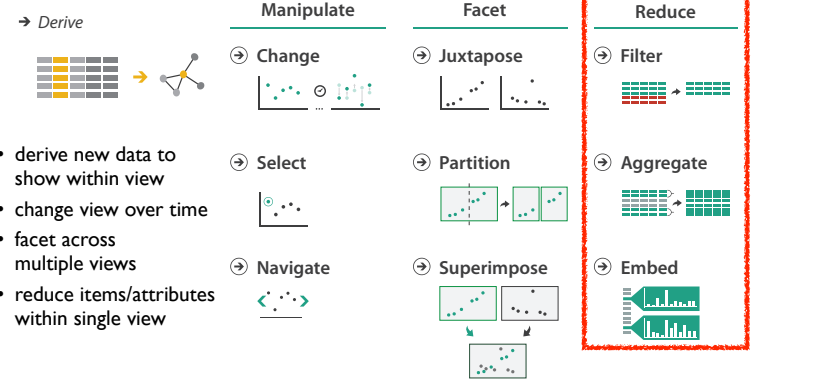 → Derive
• derive new data to
show within view
• change view over time
• facet across
multiple views
• reduce items/attributes
within single view
Manipulate
Change
...
Select
Navigate
Facet
Juxtapose
Partition
Superimpose
Reduce
Filter
Aggregate
Embed